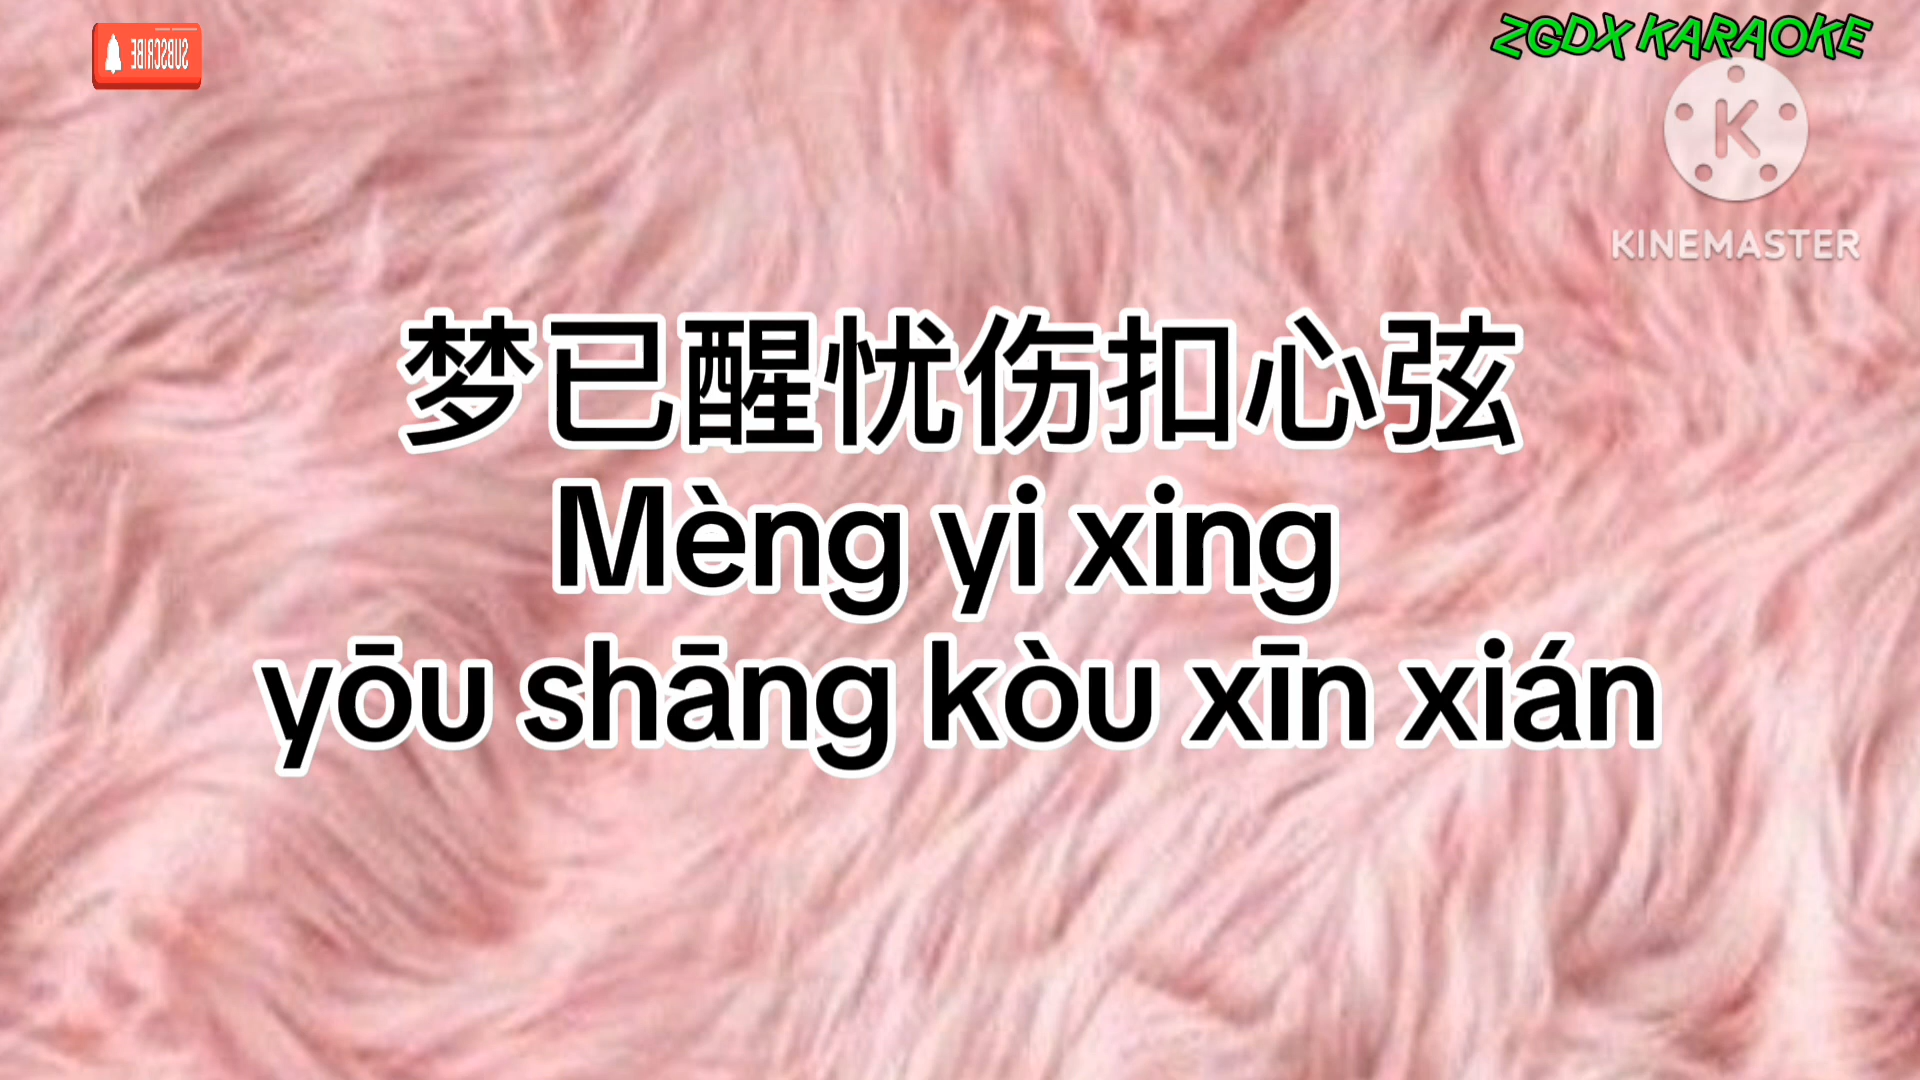 SUBSCRIBE
ZGDX KARAOKE
KINEMASTER
梦已醒忧伤扣心弦
Mèng yi xing
yōu shāng kòu xīn xián